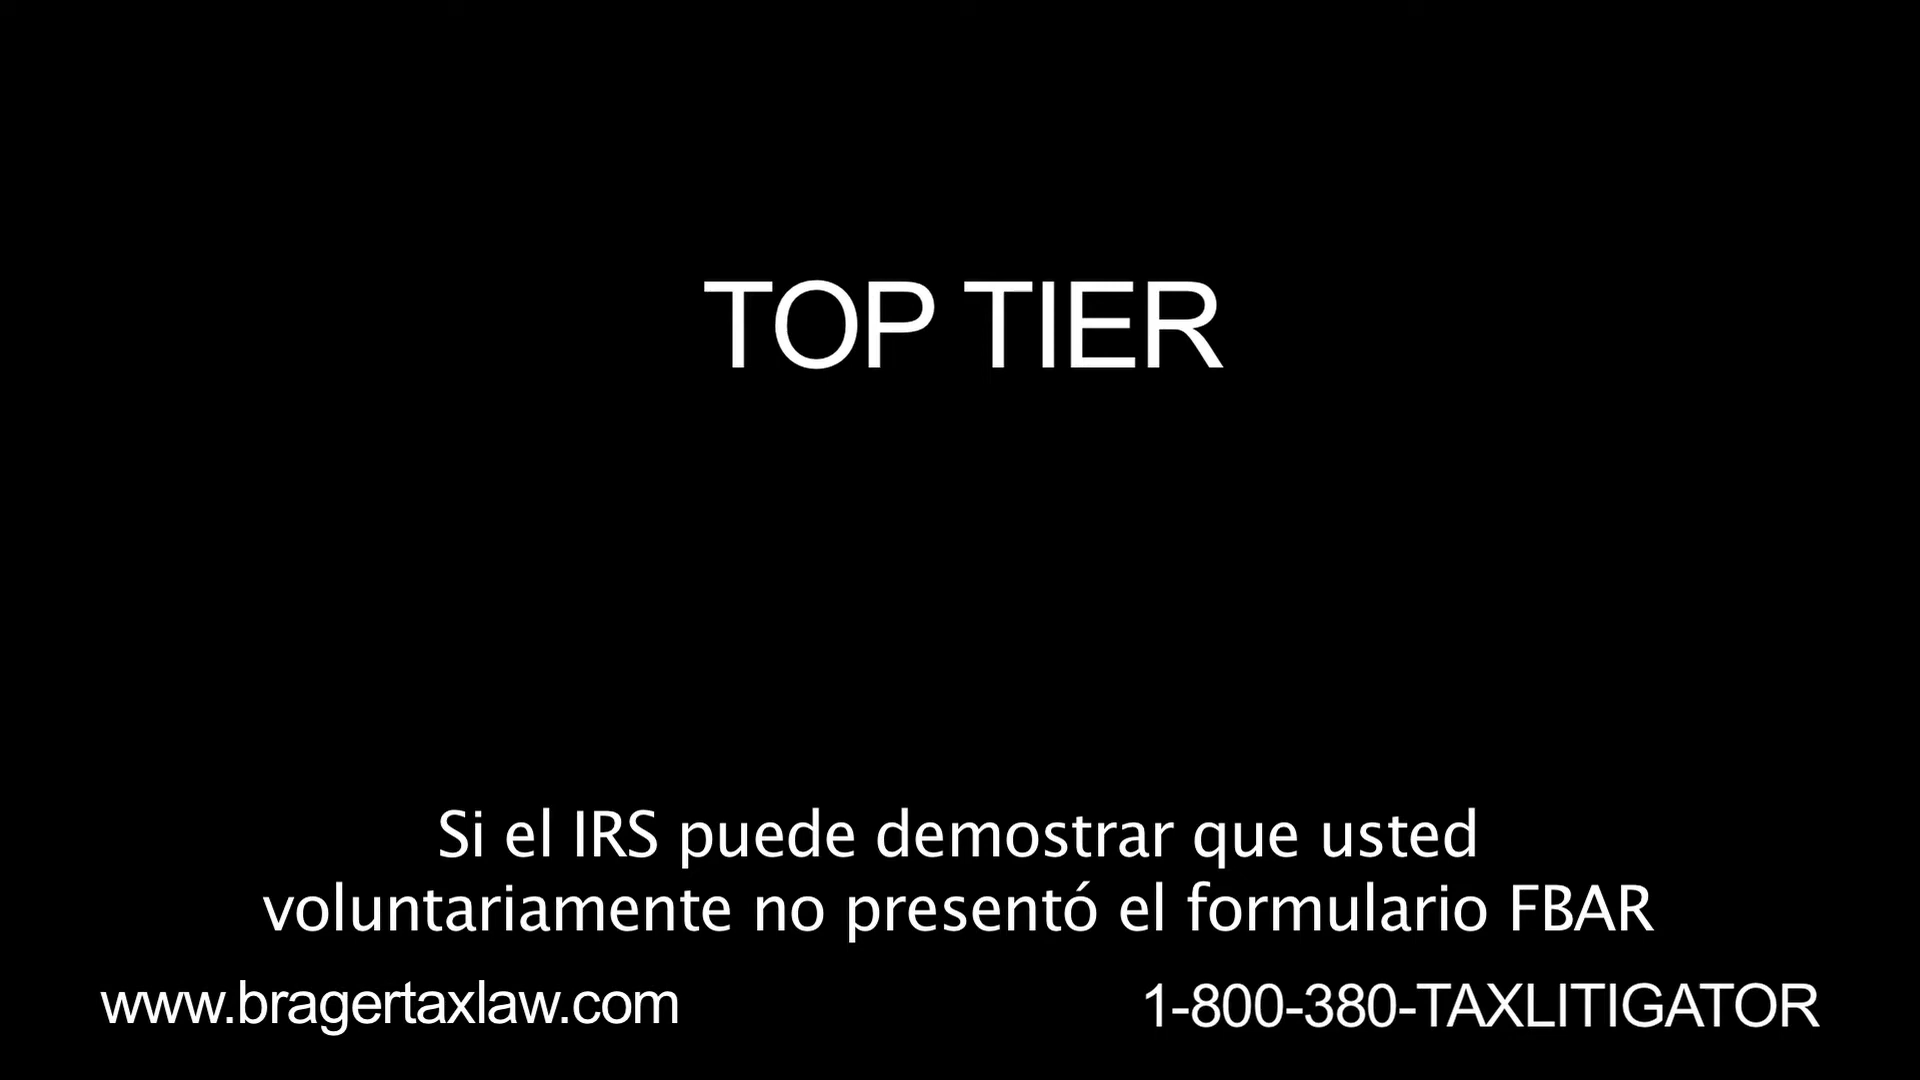 TOP TIER
Si el IRS puede demostrar que usted
voluntariamente no presentó el formulario FBAR
www.bragertaxlaw.com
1-800-380-TAXLITIGATOR